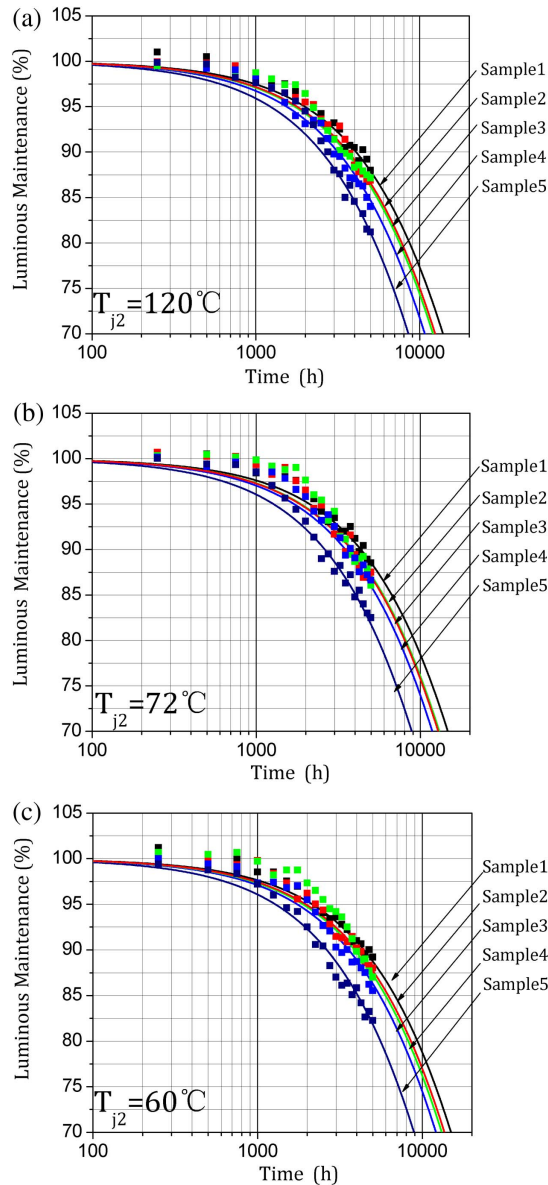 (a)
105
100
95
90
85
80
75
70
Luminous Maintenance (%)
Sample1
Sample2
Sample3
Sample4
Sample5
Tj2=120℃
100
1000
10000
Time (h)
(b)
105
100
95
90
85
80
75
70
Luminous Maintenance (%)
Sample1
Sample2
Sample3
Sample4
Sample5
Tj2=72℃
100
1000
10000
Time (h)
(c)
105
100
95
90
85
80
75
70
Luminous Maintenance (%)
Sample1
Sample2
Sample3
Sample4
Sample5
Tj2=60℃
100
1000
10000
Time (h)